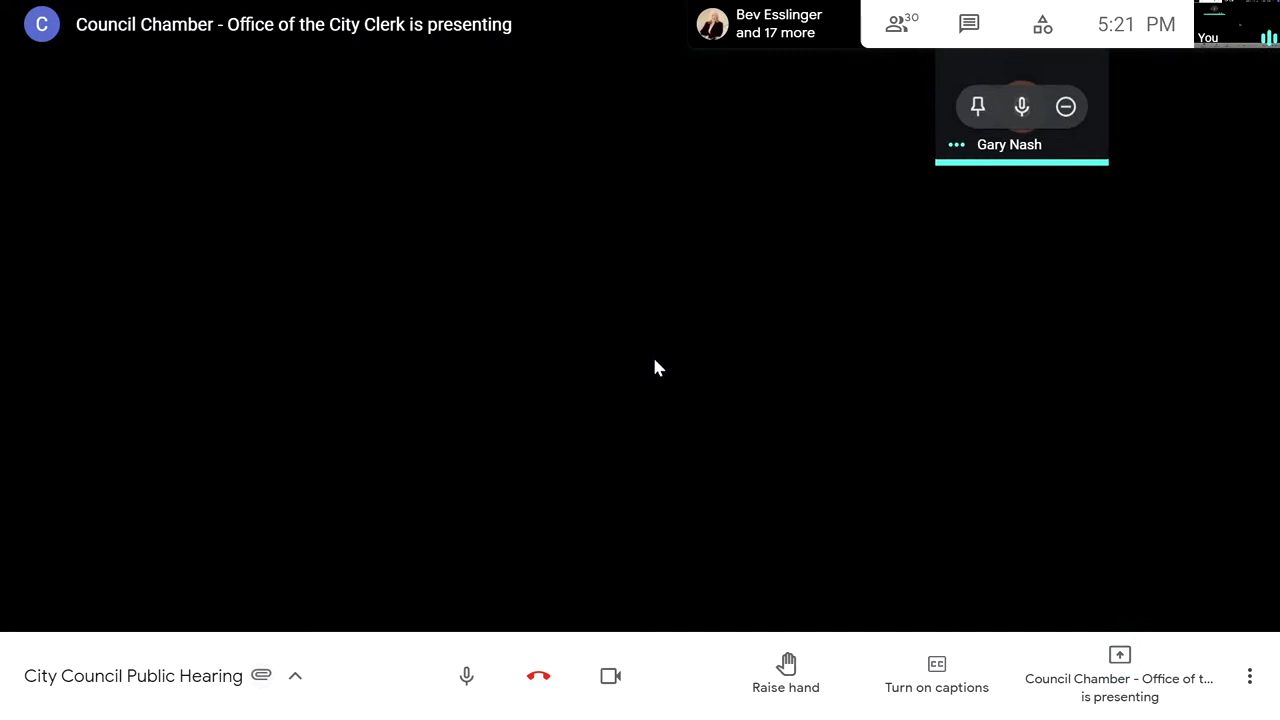 C
Council Chamber - Office of the City Clerk is presenting
Bev Esslinger
and 17 more
30
5:21 PM
You
Gary Nash
City Council Public Hearing
Raise hand
CC
Turn on captions
Council Chamber - Office of t...
is presenting